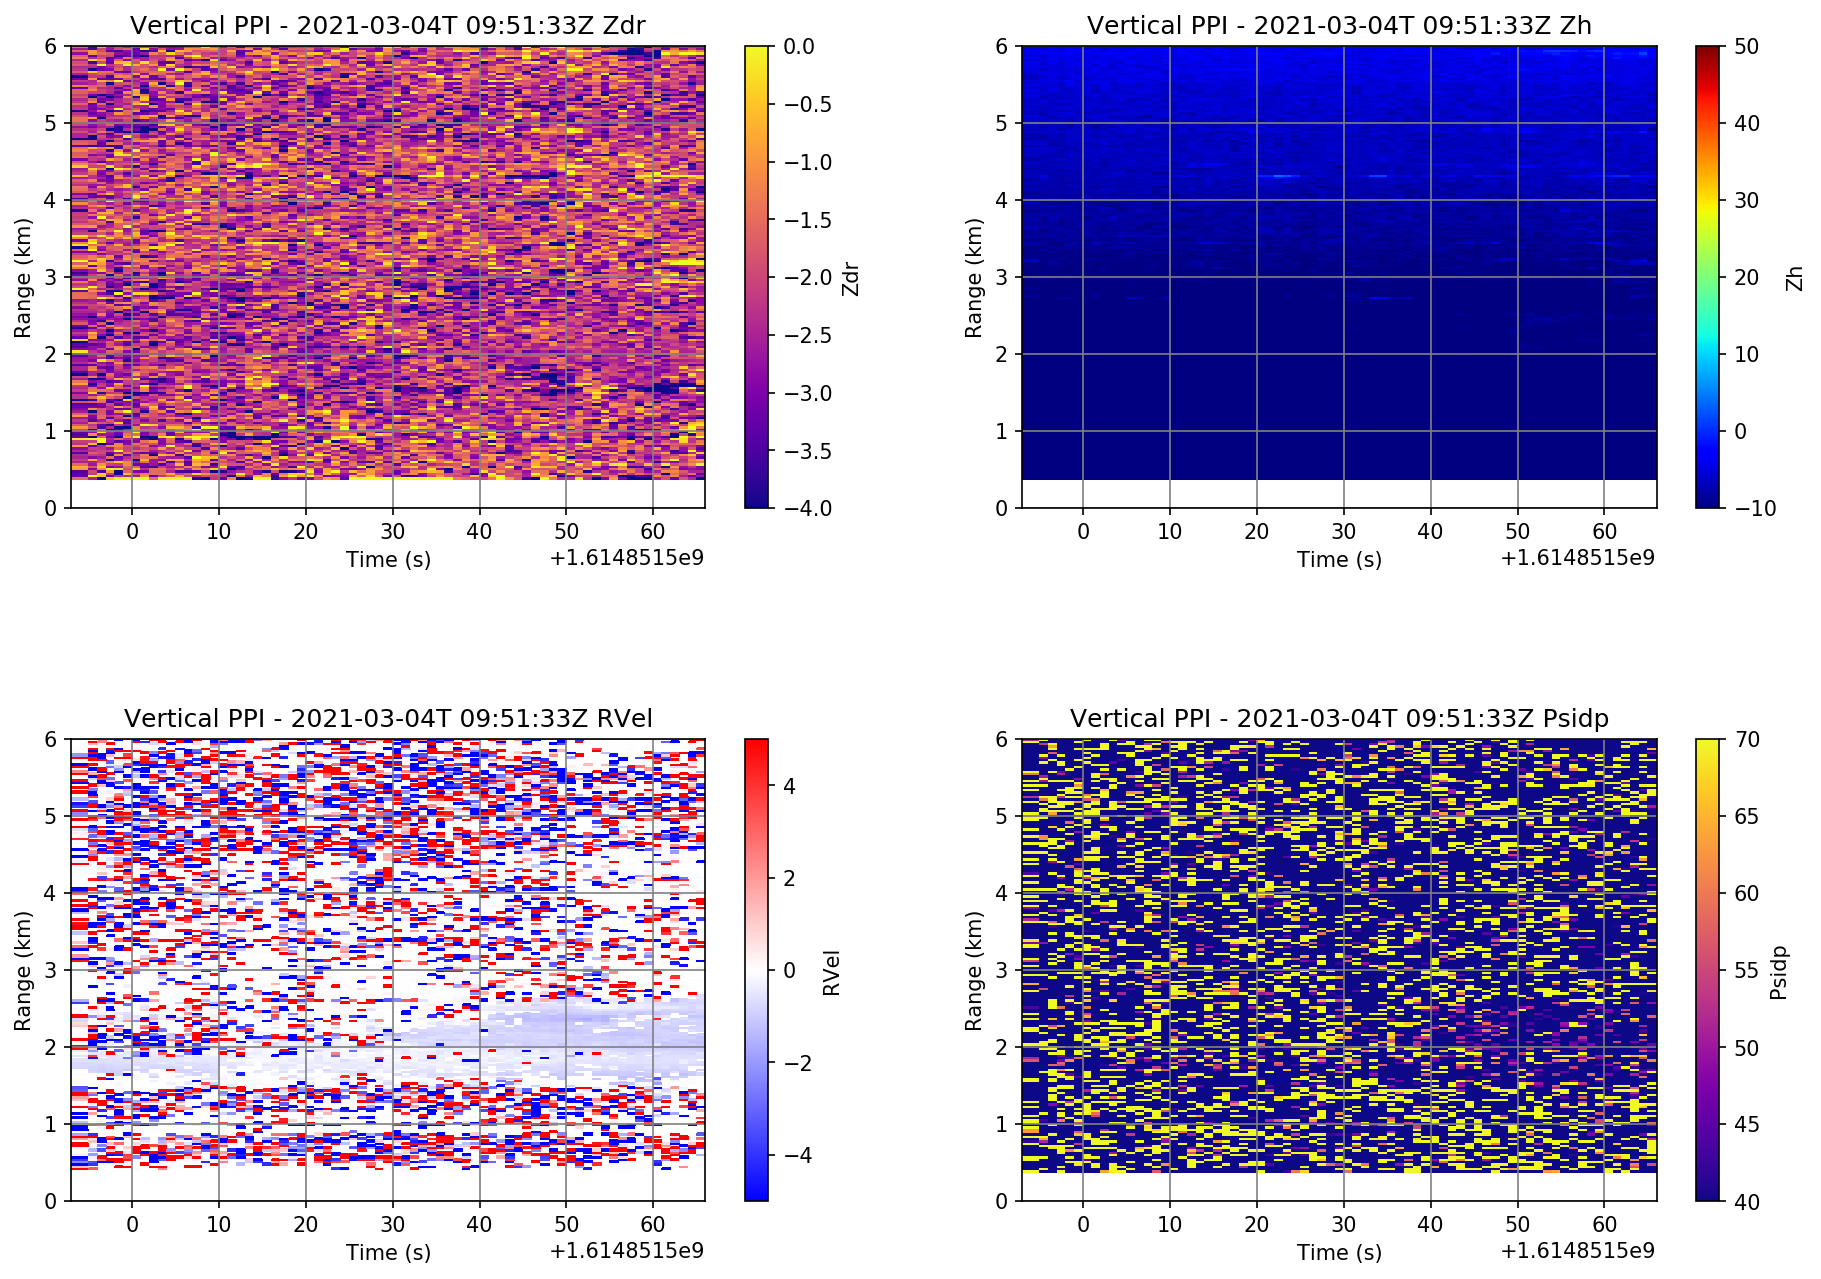 Vertical PPI - 2021-03-04T 09:51:33Z Zdr
6
5
4
3
2
1
0
Range (km)
0 10 20 30 40 50 60
Time (s)
+1.6148515e9
0.0
−0.5
−1.0
−1.5
−2.0
−2.5
−3.0
−3.5
−4.0
Zdr
Vertical PPI - 2021-03-04T 09:51:33Z Zh
6
5
4
3
2
1
0
Range (km)
0 10 20 30 40 50 60
Time (s)
+1.6148515e9
50
40
30
20
10
0
−10
Zh
Vertical PPI - 2021-03-04T 09:51:33Z RVel
6
5
4
3
2
1
0
Range (km)
0 10 20 30 40 50 60
Time (s)
+1.6148515e9
4
2
0
−2
−4
RVel
Vertical PPI - 2021-03-04T 09:51:33Z Psidp
6
5
4
3
2
1
0
Range (km)
0 10 20 30 40 50 60
Time (s)
+1.6148515e9
70
65
60
55
50
45
40
Psidp